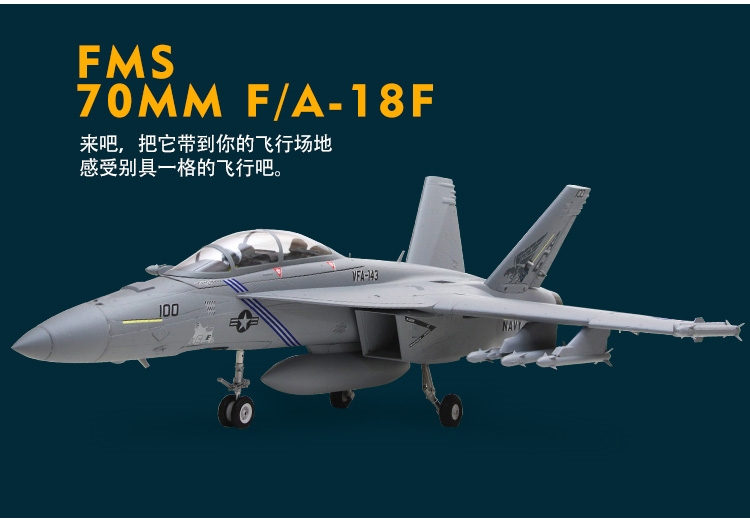 FMS
70MM F/A-18F
来吧，把它带到你的飞行场地
感受别具一格的飞行吧。
100
VFA-143
100
NAVY